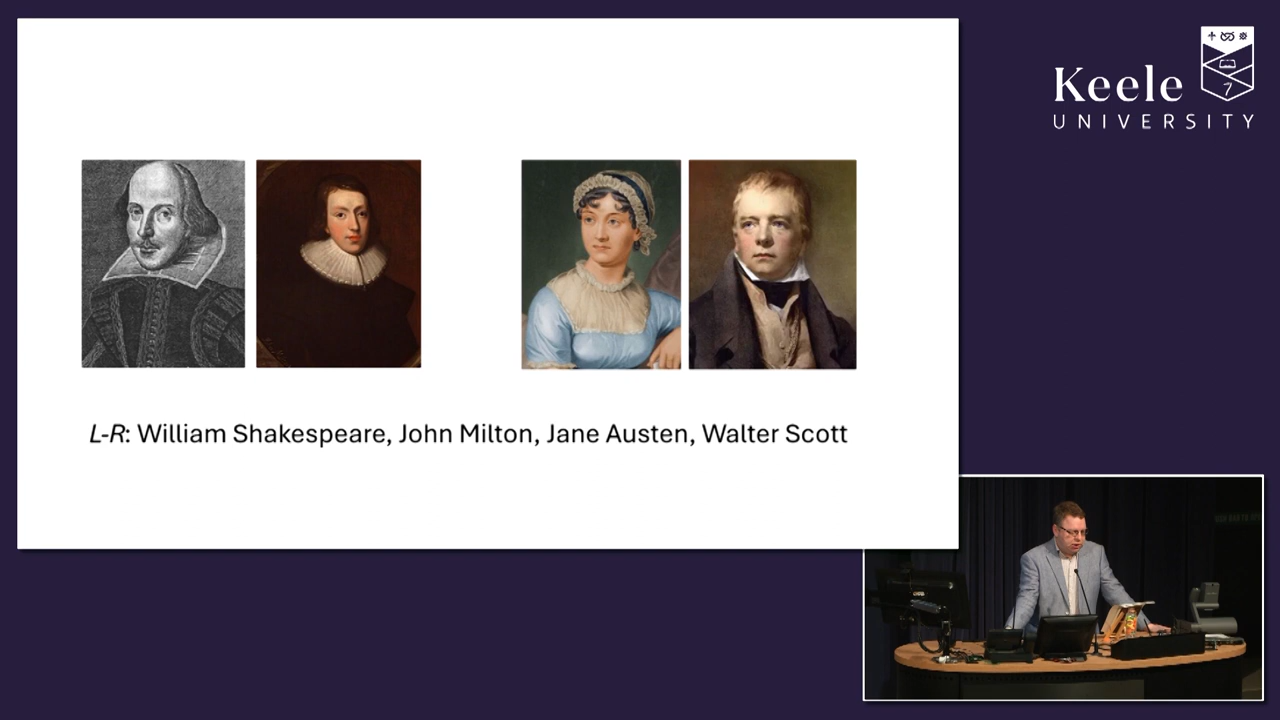 Keele
UNIVERSITY
L-R: William Shakespeare, John Milton, Jane Austen, Walter Scott